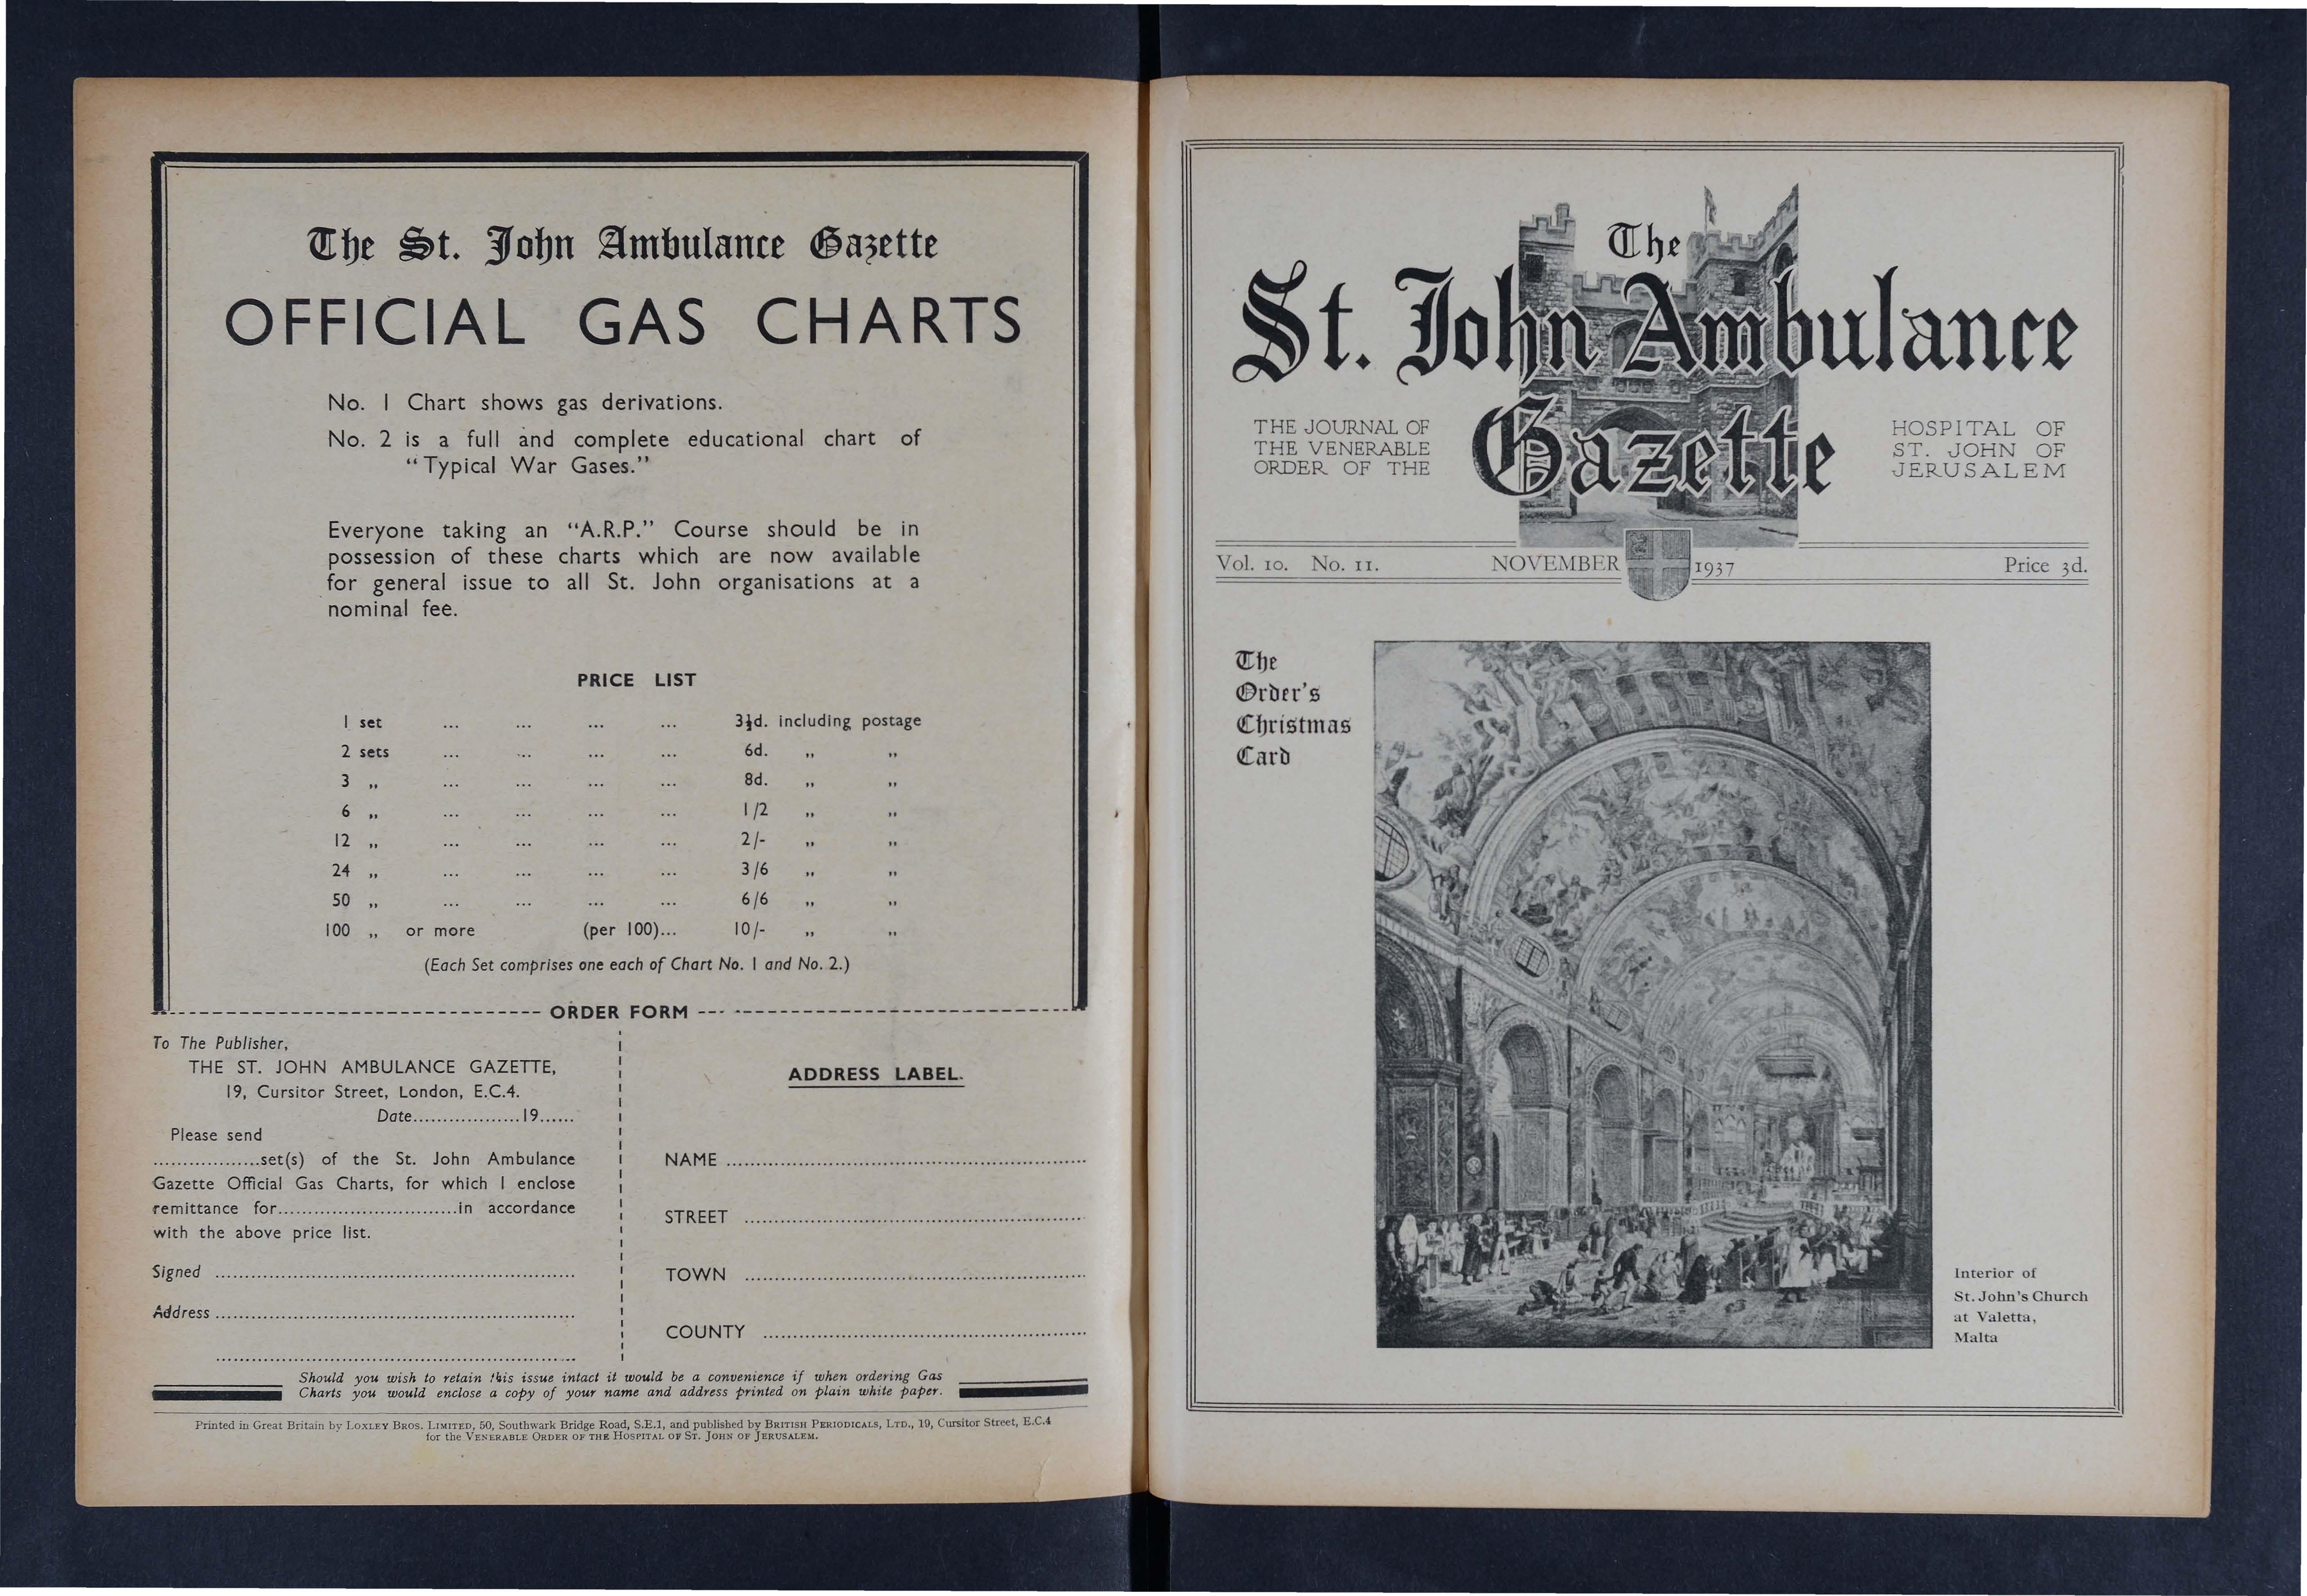 The St. John Ambulance Gazette
OFFICIAL GAS CHARTS
No. 1 Chart shows gas derivations.
No. 2 is a full and complete educational chart of
"Typical War Gases."
Everyone taking an "A.R.P." Course should be in
possession of these charts which are now available
for general issue to all St. John organisations at a
nominal fee.
PRICE LIST
1 set ... ... ... ... 3½d. including postage
2 sets ... ... ... ... 6d. ,, ,,
3 ,, ... ... ... ... 8d. ,, ,,
6 ,, ... ... ... ... 1/2 ,, ,,
12 ,, ... ... ... ... 2/- ,, ,,
24 ,, ... ... ... ... 3/6 ,, ,,
50 ,, ... ... ... ... 6/6 ,, ,,
100 ,, or more (per 100)... 10/- ,, ,,
(Each Set comprises one each of Chart No. 1 and No. 2.)
ORDER FORM
To The Publisher,
THE ST. JOHN AMBULANCE GAZETTE,
19, Cursitor Street, London, E.C.4.
Date..................19......
Please send
..................set(s) of the St. John Ambulance
Gazette Official Gas Charts, for which I enclose
remittance for..............................in accordance
with the above price list.
Signed ............................................................
Address ............................................................
ADDRESS LABEL.
NAME ............................................................
STREET ............................................................
TOWN ............................................................
COUNTY ............................................................
Should you wish to retain this issue intact it would be a convenience if when ordering Gas
Charts you would enclose a copy of your name and address printed on plain white paper.
Printed in Great Britain by LOXLEY BROS. LIMITED, 50, Southwark Bridge Road, S.E.1, and published by BRITISH PERIODICALS, LTD., 19, Cursitor Street, E.C.4
for the VENERABLE ORDER OF THE HOSPITAL OF ST. JOHN OF JERUSALEM.
The
St. John Ambulance
Gazette
THE JOURNAL OF
THE VENERABLE
ORDER OF THE
HOSPITAL OF
ST. JOHN OF
JERUSALEM
Vol. 10. No. 11. NOVEMBER 1937 Price 3d.
The
Order's
Christmas
Card
Interior of
St. John's Church
at Valetta,
Malta